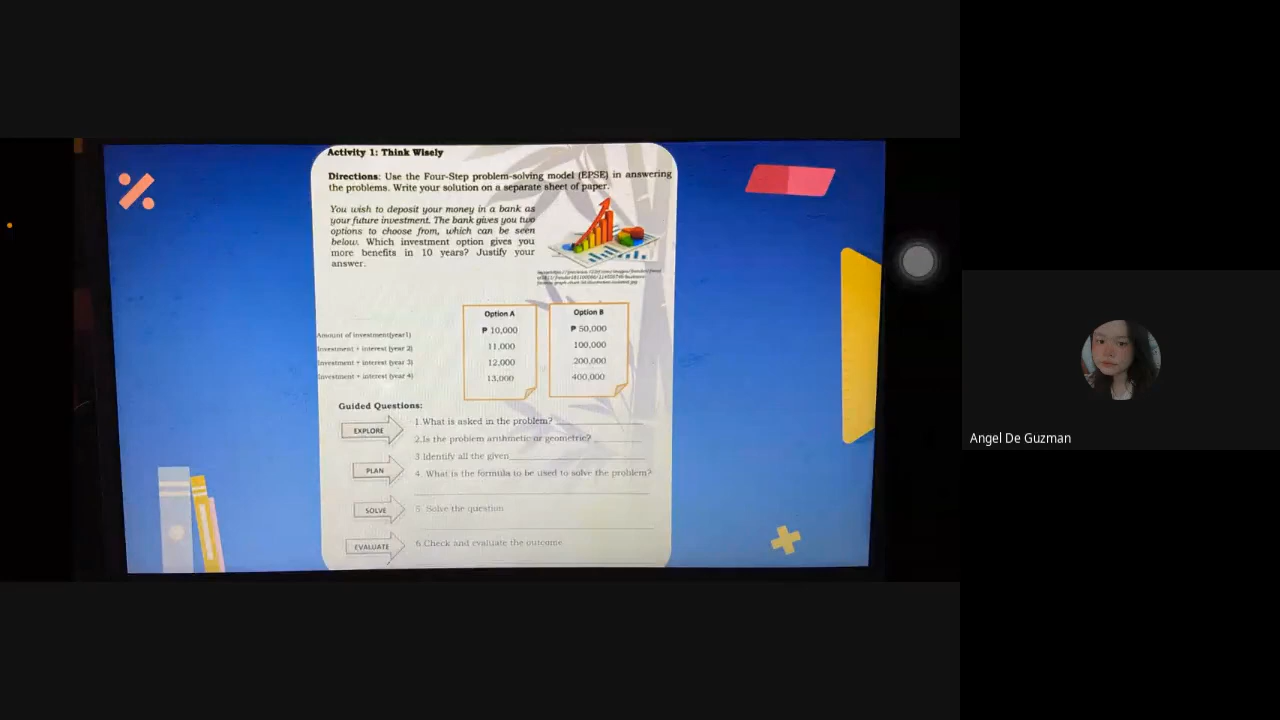 Activity 1: Think Wisely
Directions: Use the Four-Step problem-solving model (EPSE) in answering
the problems. Write your solution on a separate sheet of paper.
You wish to deposit your money in a bank as
your future investment. The bank gives you two
options to choose from, which can be seen
below. Which investment option gives you
more benefits in 10 years? Justify your
answer.
Option A
Option B
Amount of investment(year1)
₱ 10,000
₱ 50,000
Investment + interest (year 2)
11,000
100,000
Investment + interest (year 3)
12,000
200,000
Investment + interest (year 4)
13,000
400,000
Guided Questions:
EXPLORE
1.What is asked in the problem?
2.Is the problem arithmetic or geometric?
3 Identify all the given
PLAN
4. What is the formula to be used to solve the problem?
SOLVE
5. Solve the question
EVALUATE
6.Check and evaluate the outcome
Angel De Guzman